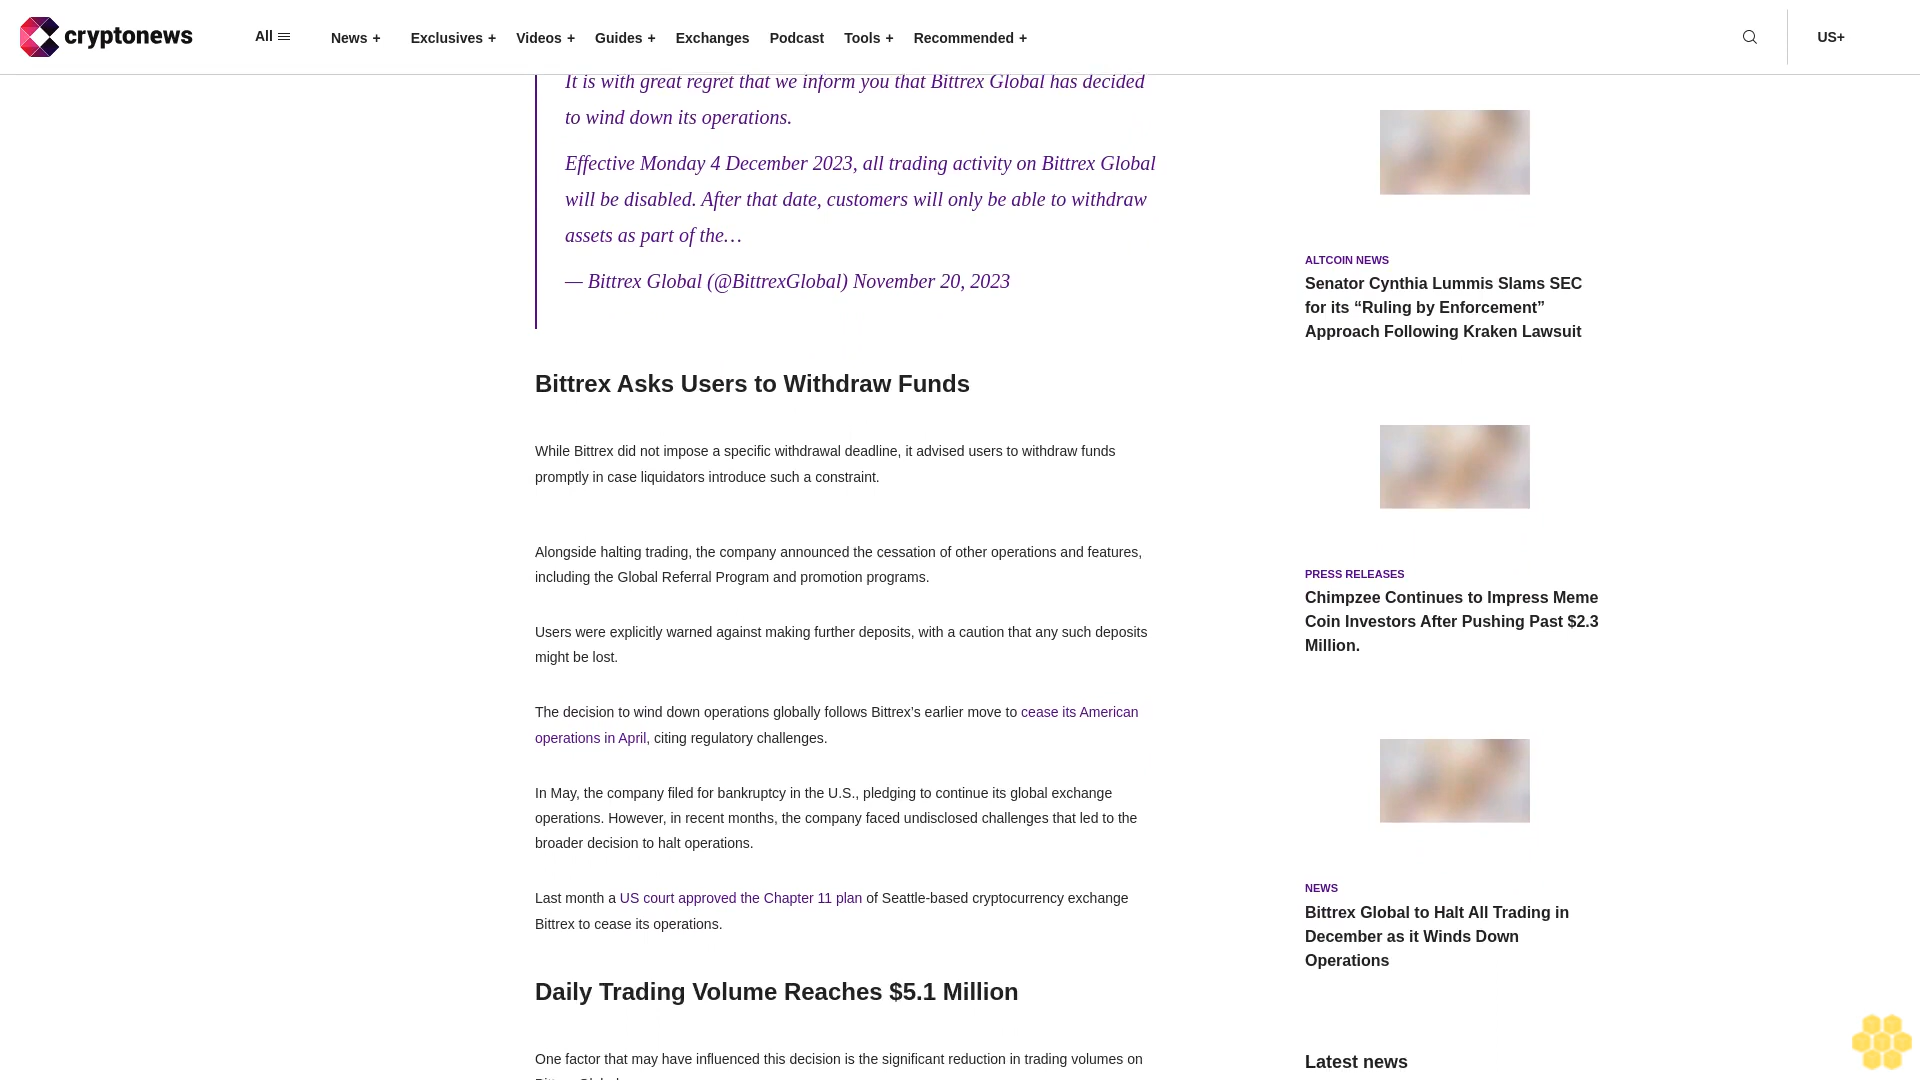 cryptonews
All
News +
Exclusives +
Videos +
Guides +
Exchanges
Podcast
Tools +
Recommended +
US+
It is with great regret that we inform you that Bittrex Global has decided
to wind down its operations.
Effective Monday 4 December 2023, all trading activity on Bittrex Global
will be disabled. After that date, customers will only be able to withdraw
assets as part of the…
— Bittrex Global (@BittrexGlobal) November 20, 2023
Bittrex Asks Users to Withdraw Funds
While Bittrex did not impose a specific withdrawal deadline, it advised users to withdraw funds
promptly in case liquidators introduce such a constraint.
Alongside halting trading, the company announced the cessation of other operations and features,
including the Global Referral Program and promotion programs.
Users were explicitly warned against making further deposits, with a caution that any such deposits
might be lost.
The decision to wind down operations globally follows Bittrex’s earlier move to cease its American
operations in April, citing regulatory challenges.
In May, the company filed for bankruptcy in the U.S., pledging to continue its global exchange
operations. However, in recent months, the company faced undisclosed challenges that led to the
broader decision to halt operations.
Last month a US court approved the Chapter 11 plan of Seattle-based cryptocurrency exchange
Bittrex to cease its operations.
Daily Trading Volume Reaches $5.1 Million
One factor that may have influenced this decision is the significant reduction in trading volumes on
ALTCOIN NEWS
Senator Cynthia Lummis Slams SEC
for its “Ruling by Enforcement”
Approach Following Kraken Lawsuit
PRESS RELEASES
Chimpzee Continues to Impress Meme
Coin Investors After Pushing Past $2.3
Million.
NEWS
Bittrex Global to Halt All Trading in
December as it Winds Down
Operations
Latest news